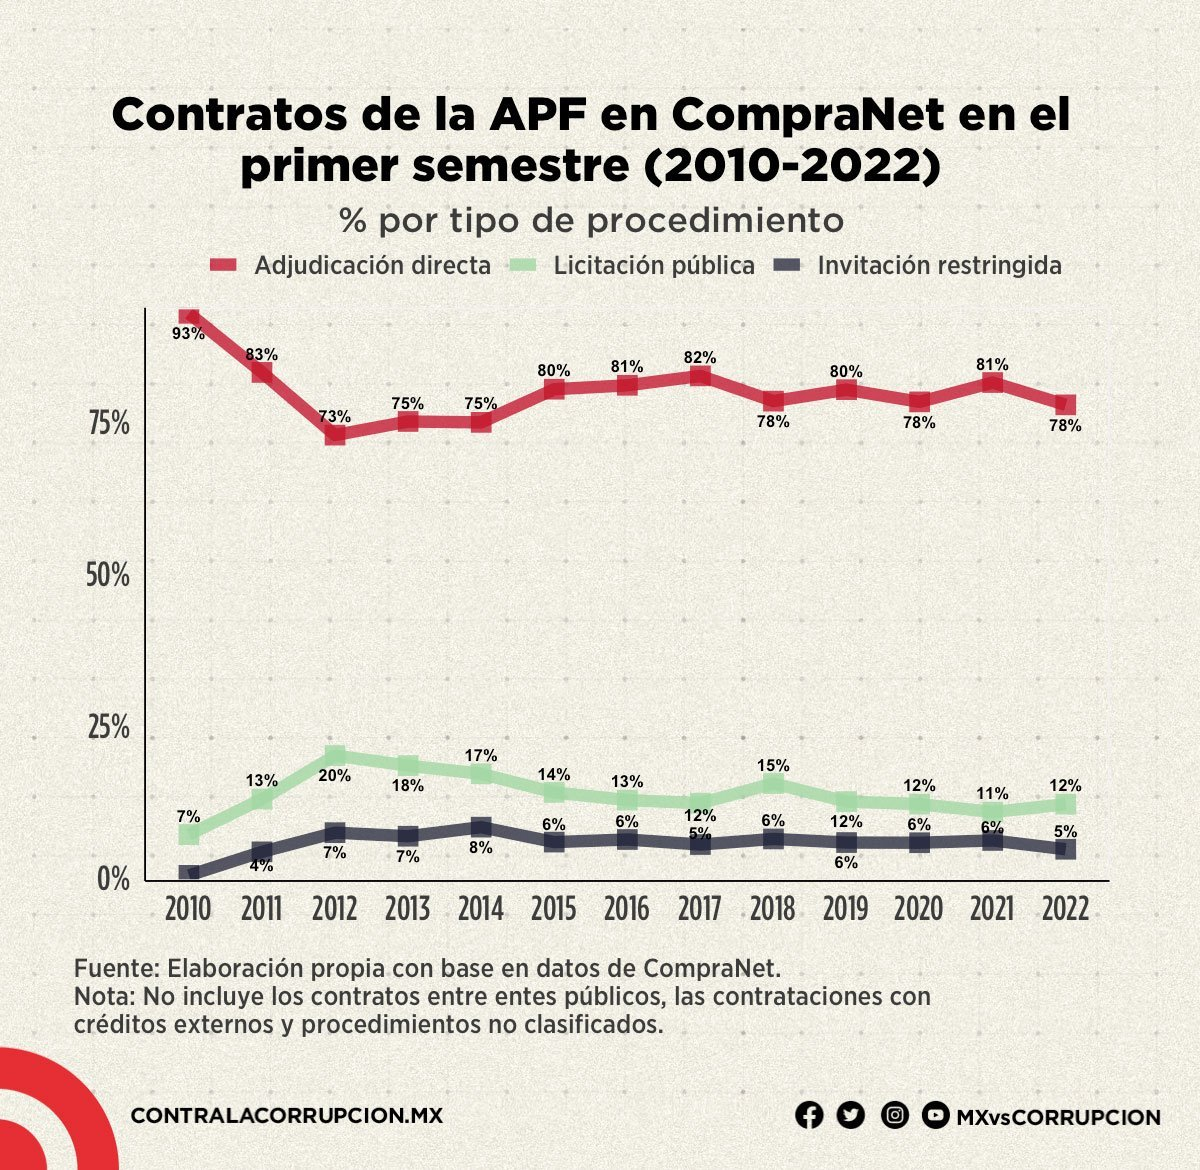 Contratos de la APF en CompraNet en el
primer semestre (2010-2022)
% por tipo de procedimiento
Adjudicación directa Licitación pública Invitación restringida
93% 83% 73% 75% 75% 80% 81% 82% 78% 80% 78% 81% 78%
75%
50%
25%
7% 13% 20% 18% 17% 14% 13% 12% 15% 12% 12% 11% 12%
4% 7% 7% 8% 6% 6% 5% 6% 6% 6% 6% 5%
0%
2010 2011 2012 2013 2014 2015 2016 2017 2018 2019 2020 2021 2022
Fuente: Elaboración propia con base en datos de CompraNet.
Nota: No incluye los contratos entre entes públicos, las contrataciones con
créditos externos y procedimientos no clasificados.
CONTRALACORRUPCION.MX
MXvsCORRUPCION